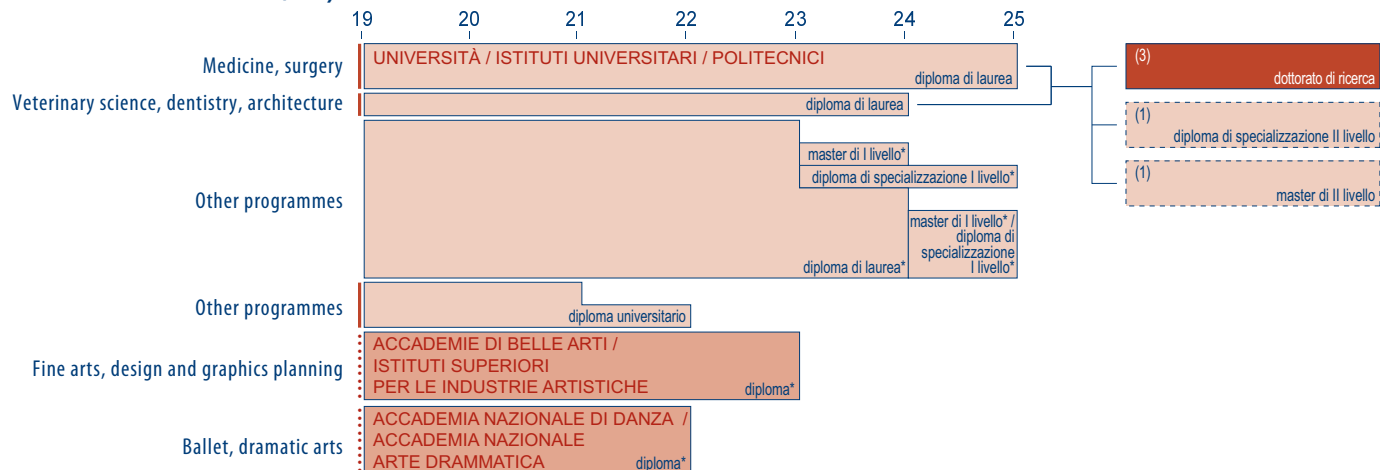 19 20 21 22 23 24 25
Medicine, surgery
UNIVERSITÀ / ISTITUTI UNIVERSITARI / POLITECNICI
diploma di laurea
(3)
dottorato di ricerca
Veterinary science, dentistry, architecture
diploma di laurea
(1)
diploma di specializzazione II livello
(1)
master di II livello
Other programmes
master di I livello*
diploma di specializzazione I livello*
diploma di laurea*
master di I livello* /
diploma di
specializzazione
I livello*
Other programmes
diploma universitario
Fine arts, design and graphics planning
ACCADEMIE DI BELLE ARTI /
ISTITUTI SUPERIORI
PER LE INDUSTRIE ARTISTICHE
diploma*
Ballet, dramatic arts
ACCADEMIA NAZIONALE DI DANZA /
ACCADEMIA NAZIONALE
ARTE DRAMMATICA
diploma*